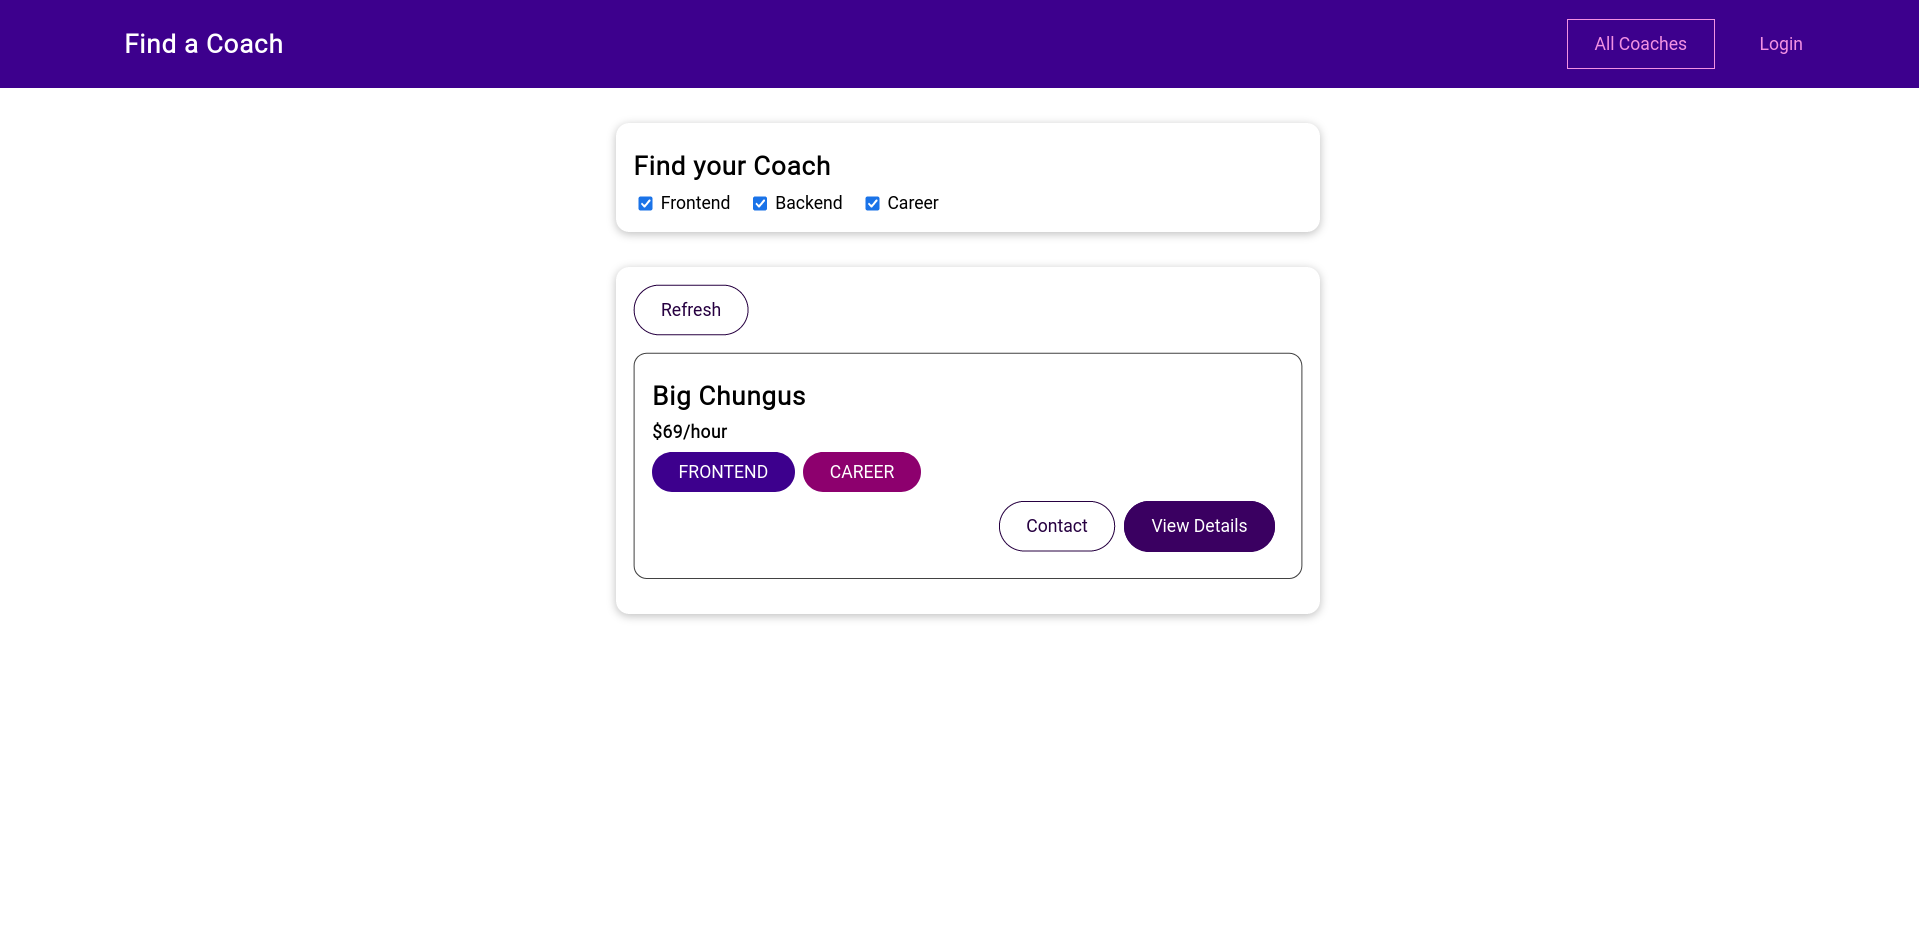 Find a Coach All Coaches Login
Find your Coach
Frontend Backend Career
Refresh
Big Chungus
$69/hour
FRONTEND CAREER
Contact View Details